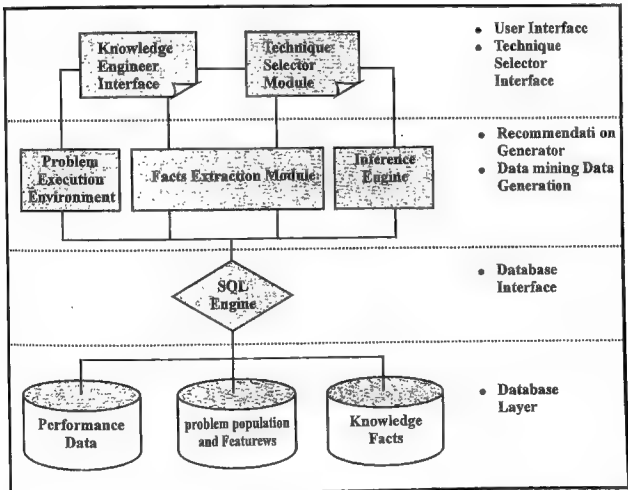 Knowledge
Engineer
Interface
Technique
Selector
Module
• User Interface
• Technique
Selector
Interface
Problem
Execution
Environment
Facts Extraction Module
Inference
Engine
• Recommendati on
Generator
• Data mining Data
Generation
SQL
Engine
• Database
Interface
Performance
Data
problem population
and Featurews
Knowledge
Facts
• Database
Layer